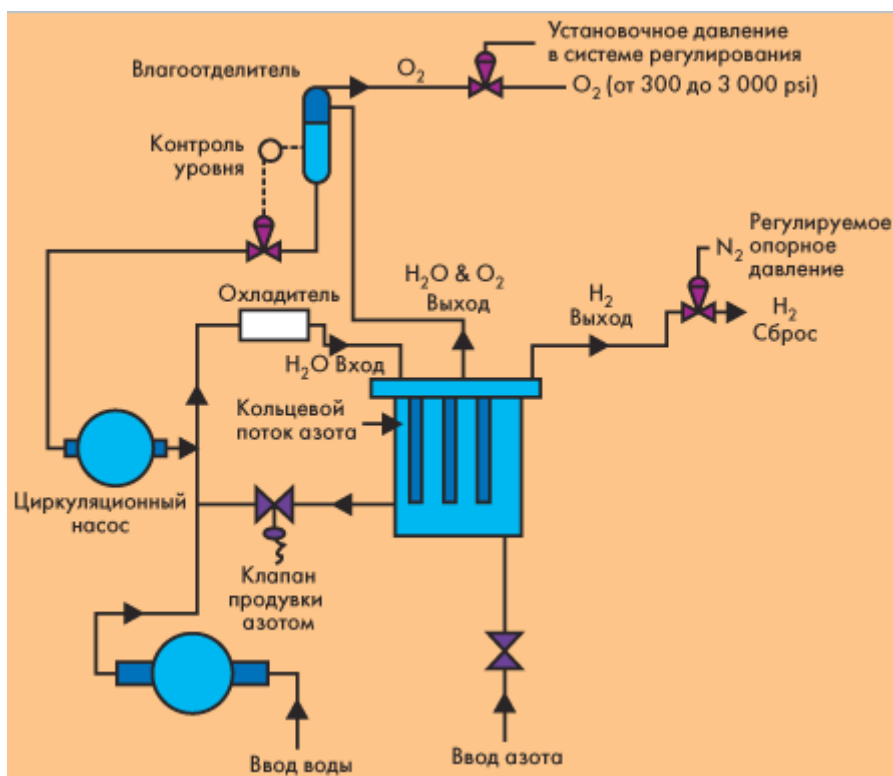 Установочное давление
в системе регулирования
O₂
O₂ (от 300 до 3 000 psi)
Влагоотделитель
Контроль
уровня
Регулируемое
опорное
давление
N₂
H₂O & O₂
Выход
H₂
Выход
H₂
Сброс
Охладитель
H₂O Вход
Кольцевой
поток азота
Циркуляционный
насос
Клапан
продувки
азотом
Ввод воды
Ввод азота